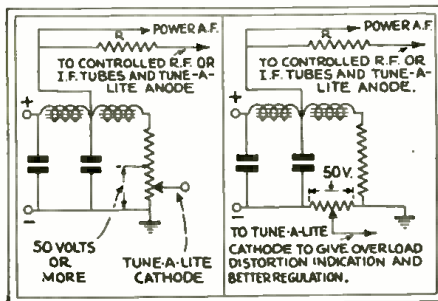 R
POWER A.F.
TO CONTROLLED R.F. OR
I.F. TUBES AND TUNE-A-
LITE ANODE
+
-
50 VOLTS
OR
MORE
TUNE-A-LITE
CATHODE
R
POWER A.F.
TO CONTROLLED R.F. OR
I.F. TUBES AND TUNE-A-
LITE ANODE.
+
50V.
-
TO TUNE-A-LITE
CATHODE TO GIVE OVERLOAD
DISTORTION INDICATION AND
BETTER REGULATION.